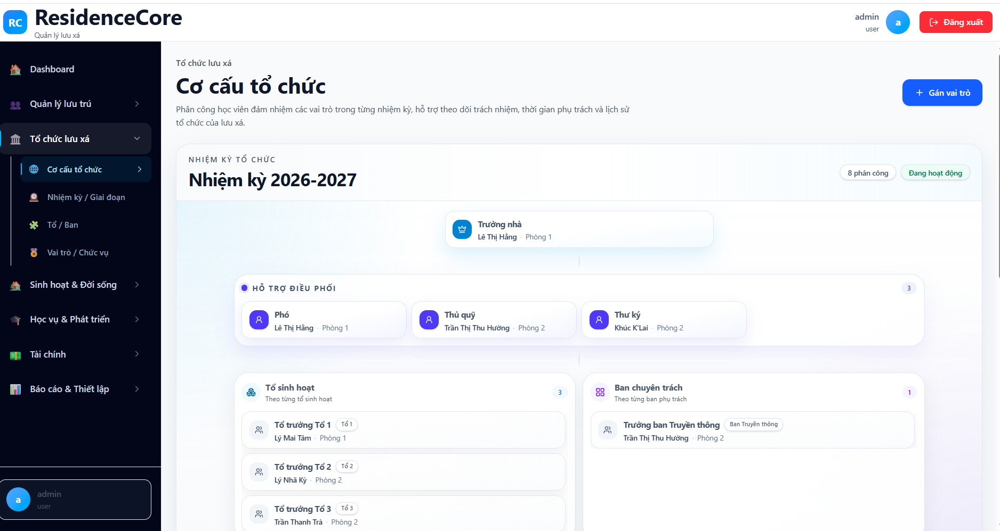 RC
ResidenceCore
Quản lý lưu xá
admin
user
a
Đăng xuất
Dashboard
Quản lý lưu trú
Tổ chức lưu xá
Cơ cấu tổ chức
Nhiệm kỳ / Giai đoạn
Tổ / Ban
Vai trò / Chức vụ
Sinh hoạt & Đời sống
Học vụ & Phát triển
Tài chính
Báo cáo & Thiết lập
a
admin
user
Tổ chức lưu xá
Cơ cấu tổ chức
Phân công học viên đảm nhiệm các vai trò trong từng nhiệm kỳ, hỗ trợ theo dõi trách nhiệm, thời gian phụ trách và lịch sử
tổ chức của lưu xá.
Gán vai trò
NHIỆM KỲ TỔ CHỨC
Nhiệm kỳ 2026-2027
8 phân công
Đang hoạt động
Trưởng nhà
Lê Thị Hằng · Phòng 1
HỖ TRỢ ĐIỀU PHỐI
3
Phó
Lê Thị Hằng · Phòng 1
Thủ quỹ
Trần Thị Thu Hường · Phòng 2
Thư ký
Khúc K'Lai · Phòng 2
Tổ sinh hoạt
Theo từng tổ sinh hoạt
3
Tổ trưởng Tổ 1 Tổ 1
Lý Mai Tâm · Phòng 1
Tổ trưởng Tổ 2 Tổ 2
Lý Nhã Kỳ · Phòng 2
Tổ trưởng Tổ 3 Tổ 3
Trần Thanh Trà · Phòng 2
Ban chuyên trách
Theo từng ban phụ trách
1
Trưởng ban Truyền thông Ban Truyền thông
Trần Thị Thu Hường · Phòng 2